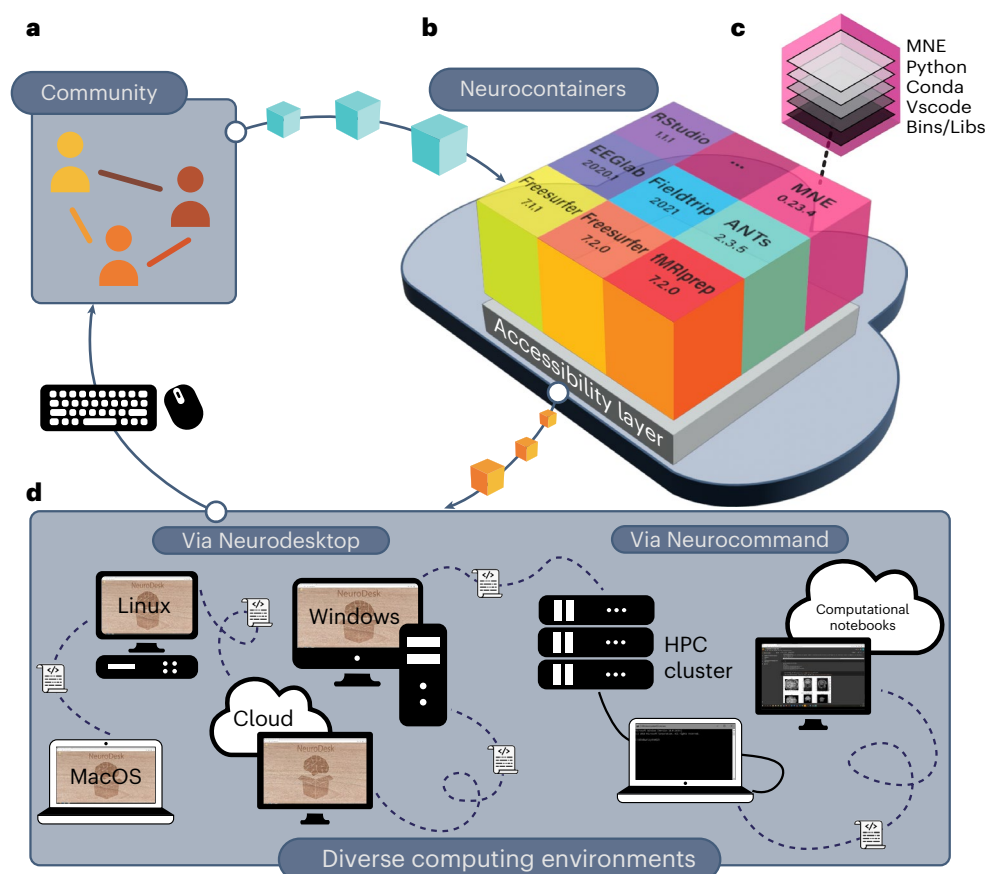 a
Community
b
Neurocontainers
c
MNE
Python
Conda
Vscode
Bins/Libs
RStudio
1.1.1
...
MNE
0.23.4
EEGlab
2020.1
Fieldtrip
2021
ANTs
2.3.5
Freesurfer
7.1.1
Freesurfer
7.2.0
fMRIprep
7.2.0
Accessibility layer
d
Via Neurodesktop
Via Neurocommand
NeuroDesk
Linux
NeuroDesk
Windows
HPC
cluster
Computational
notebooks
NeuroDesk
MacOS
Cloud
NeuroDesk
Diverse computing environments